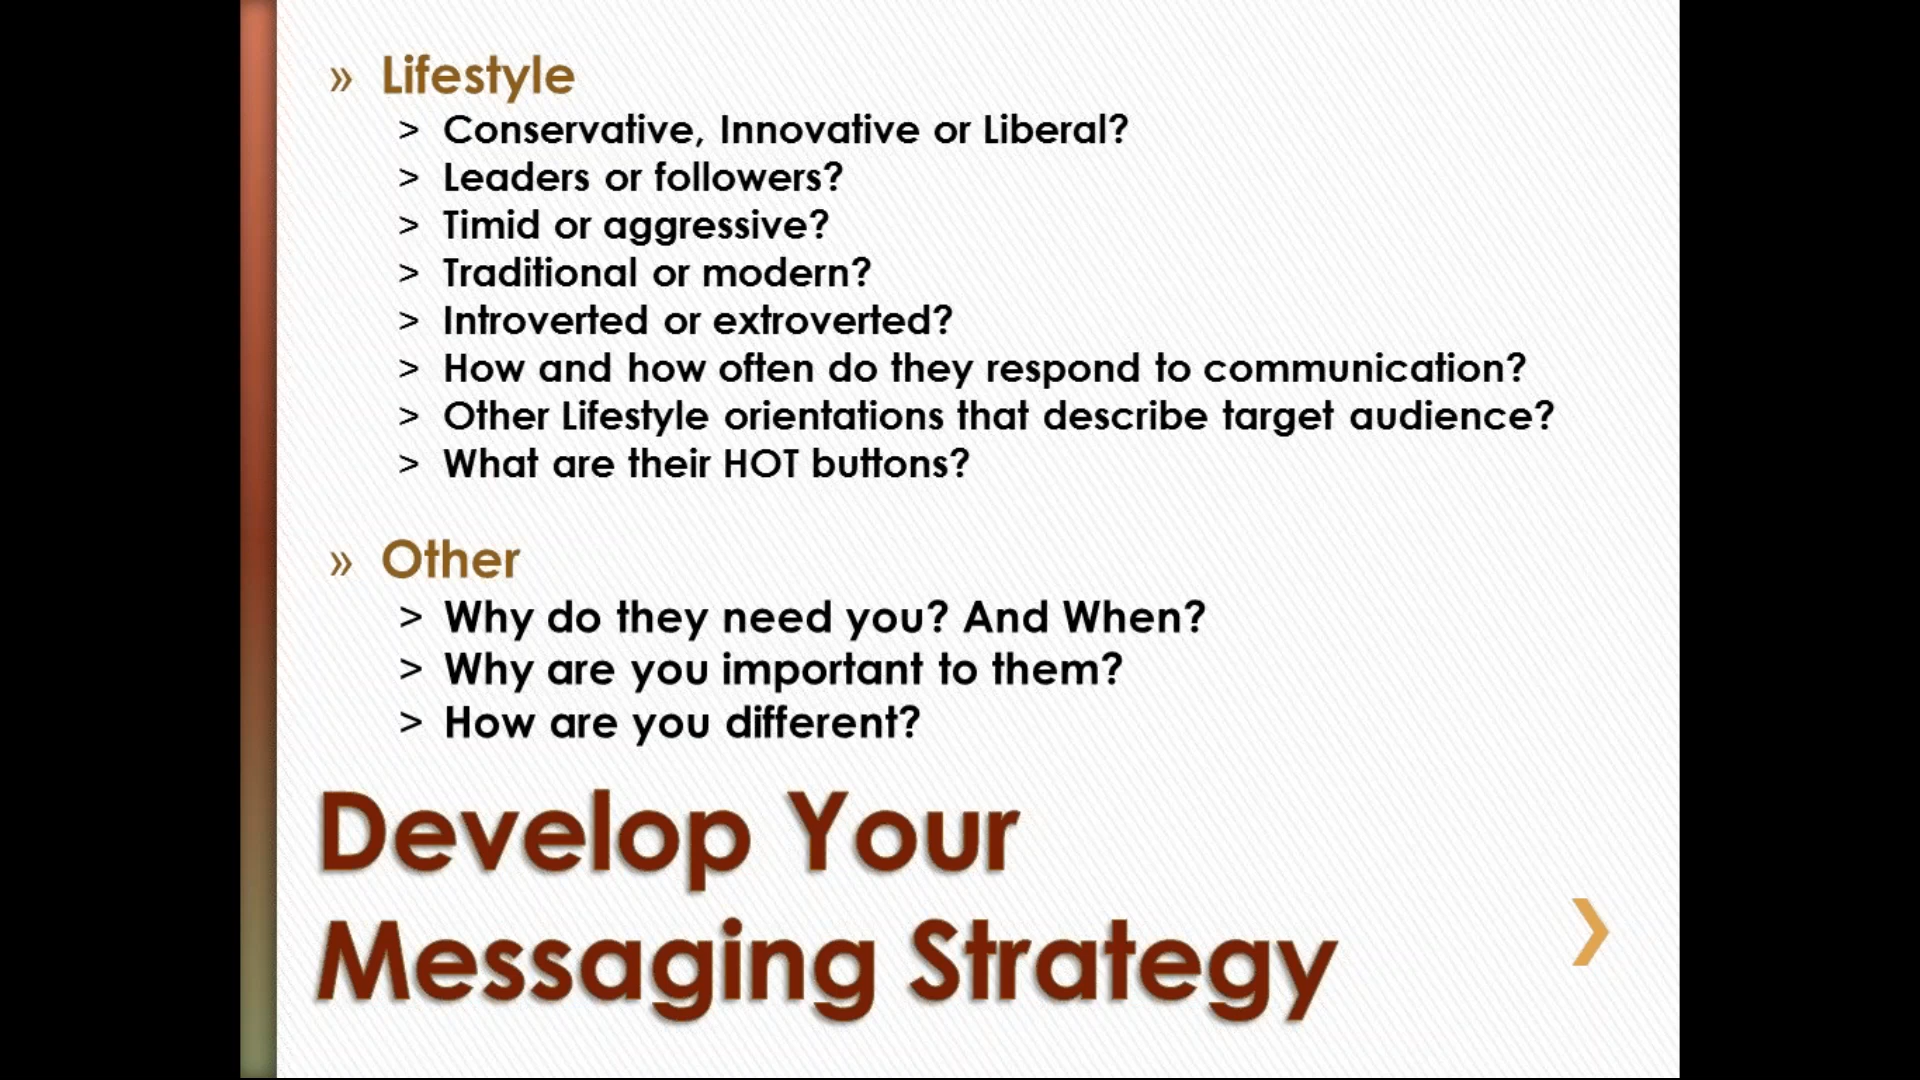 » Lifestyle
> Conservative, Innovative or Liberal?
> Leaders or followers?
> Timid or aggressive?
> Traditional or modern?
> Introverted or extroverted?
> How and how often do they respond to communication?
> Other Lifestyle orientations that describe target audience?
> What are their HOT buttons?
» Other
> Why do they need you? And When?
> Why are you important to them?
> How are you different?
Develop Your
Messaging Strategy